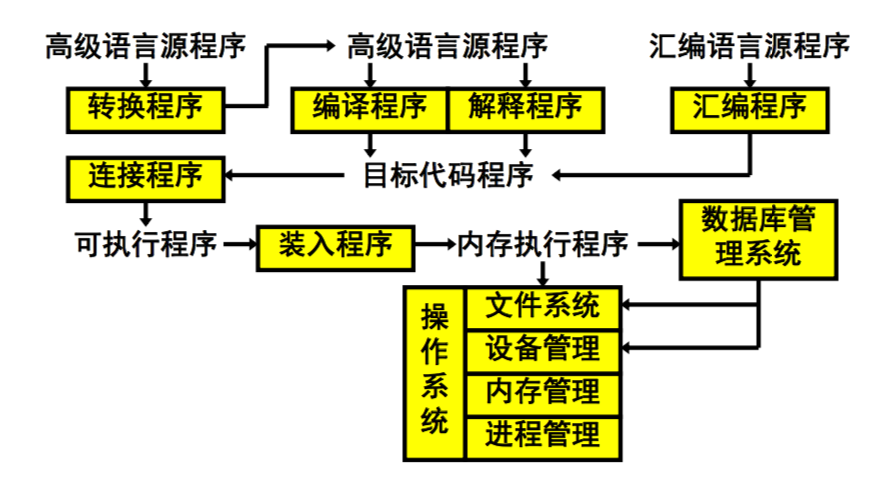 高级语言源程序
高级语言源程序
汇编语言源程序
转换程序
编译程序
解释程序
汇编程序
连接程序
目标代码程序
可执行程序
装入程序
内存执行程序
数据库管
理系统
操作系统
文件系统
设备管理
内存管理
进程管理